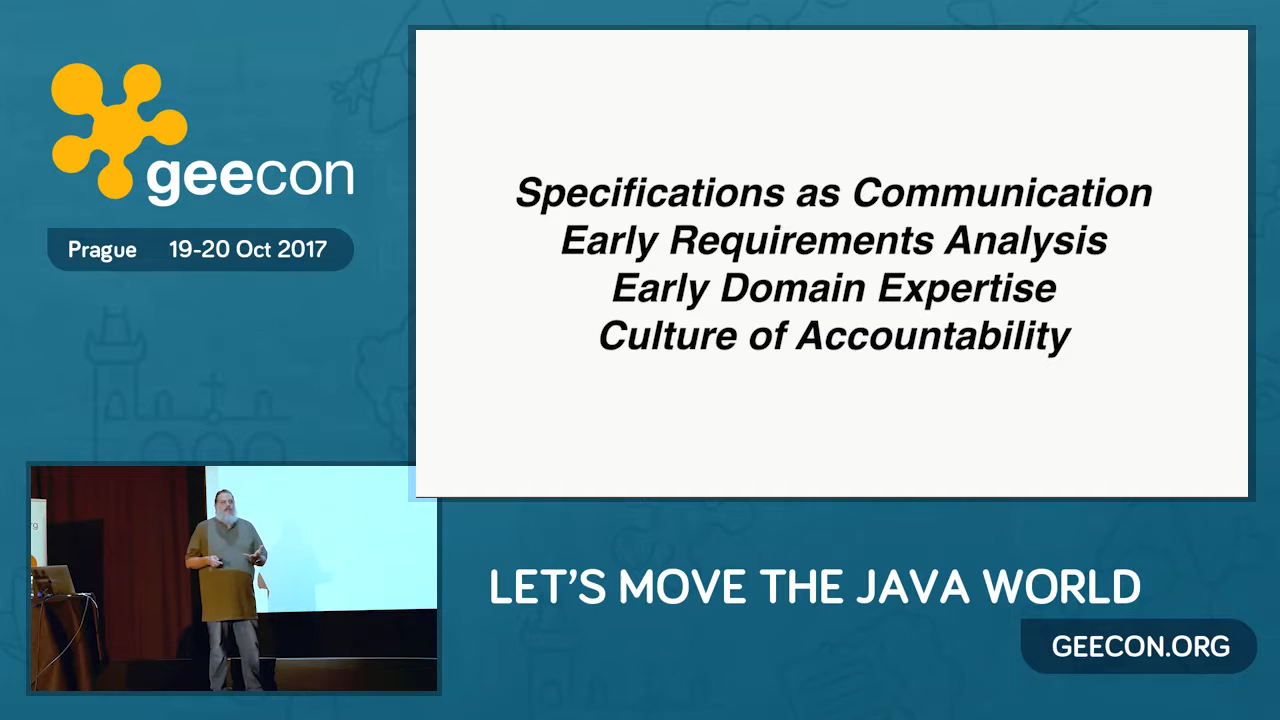 geecon
Prague 19-20 Oct 2017
Specifications as Communication
Early Requirements Analysis
Early Domain Expertise
Culture of Accountability
rg
LET'S MOVE THE JAVA WORLD
GEECON.ORG